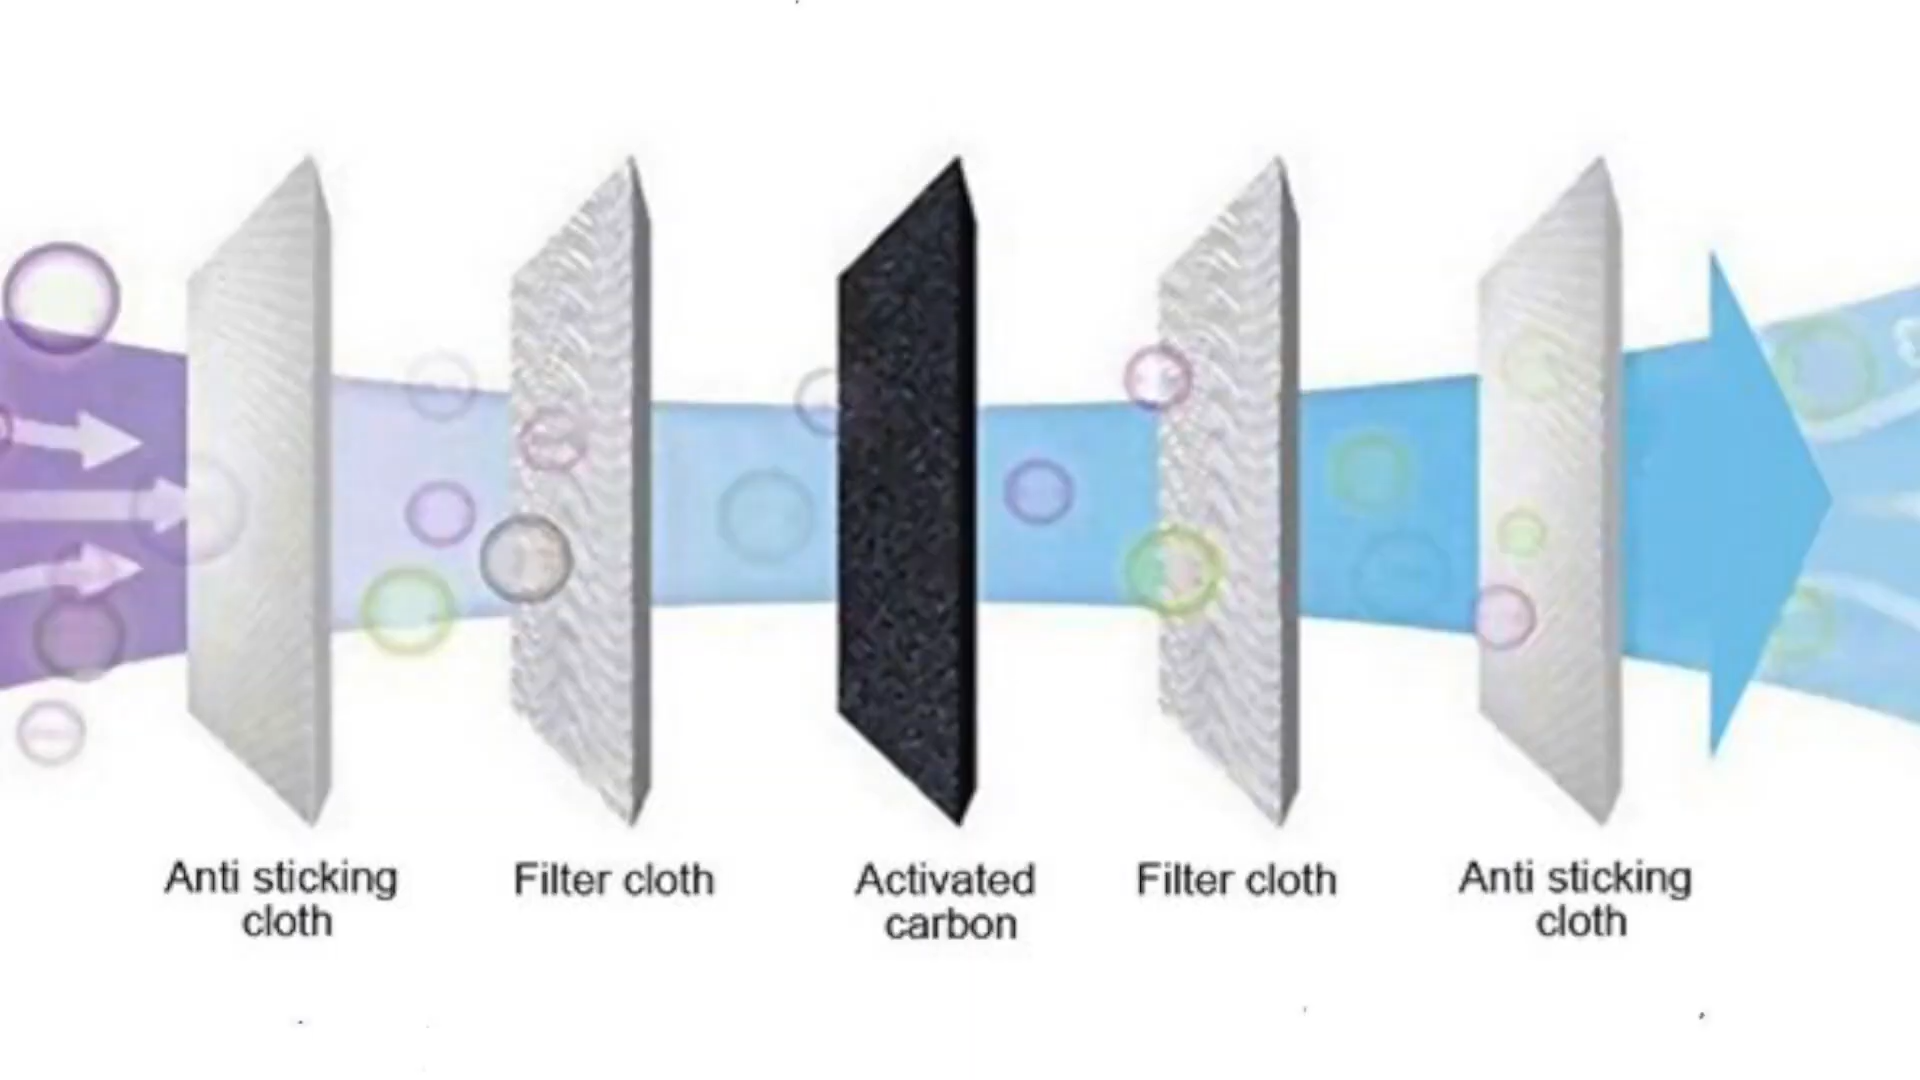 Anti sticking
cloth
Filter cloth
Activated
carbon
Filter cloth
Anti sticking
cloth